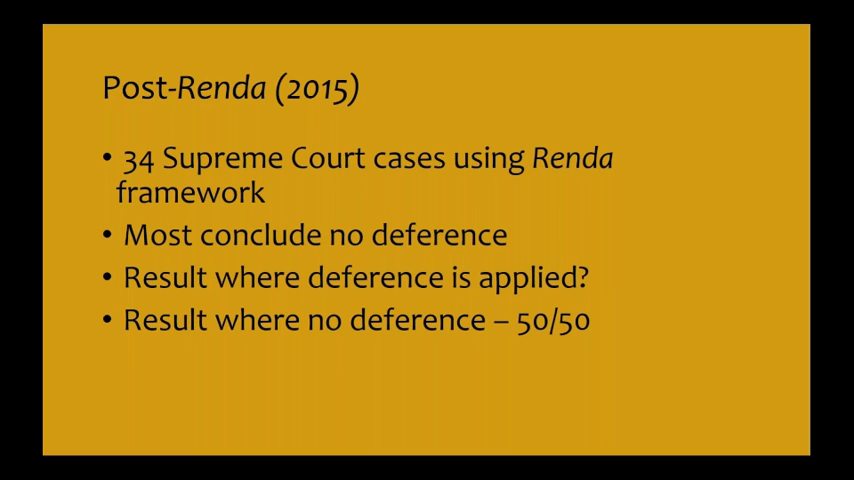 Post-Renda (2015)
• 34 Supreme Court cases using Renda
framework
• Most conclude no deference
• Result where deference is applied?
• Result where no deference – 50/50